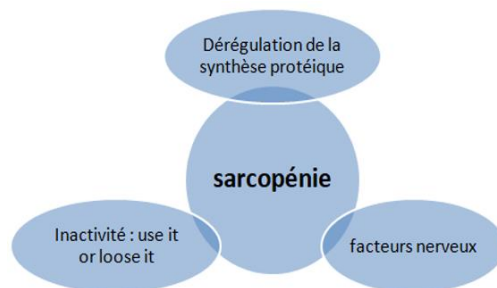 Dérégulation de la
synthèse protéique
sarcopénie
Inactivité : use it
or loose it
facteurs nerveux